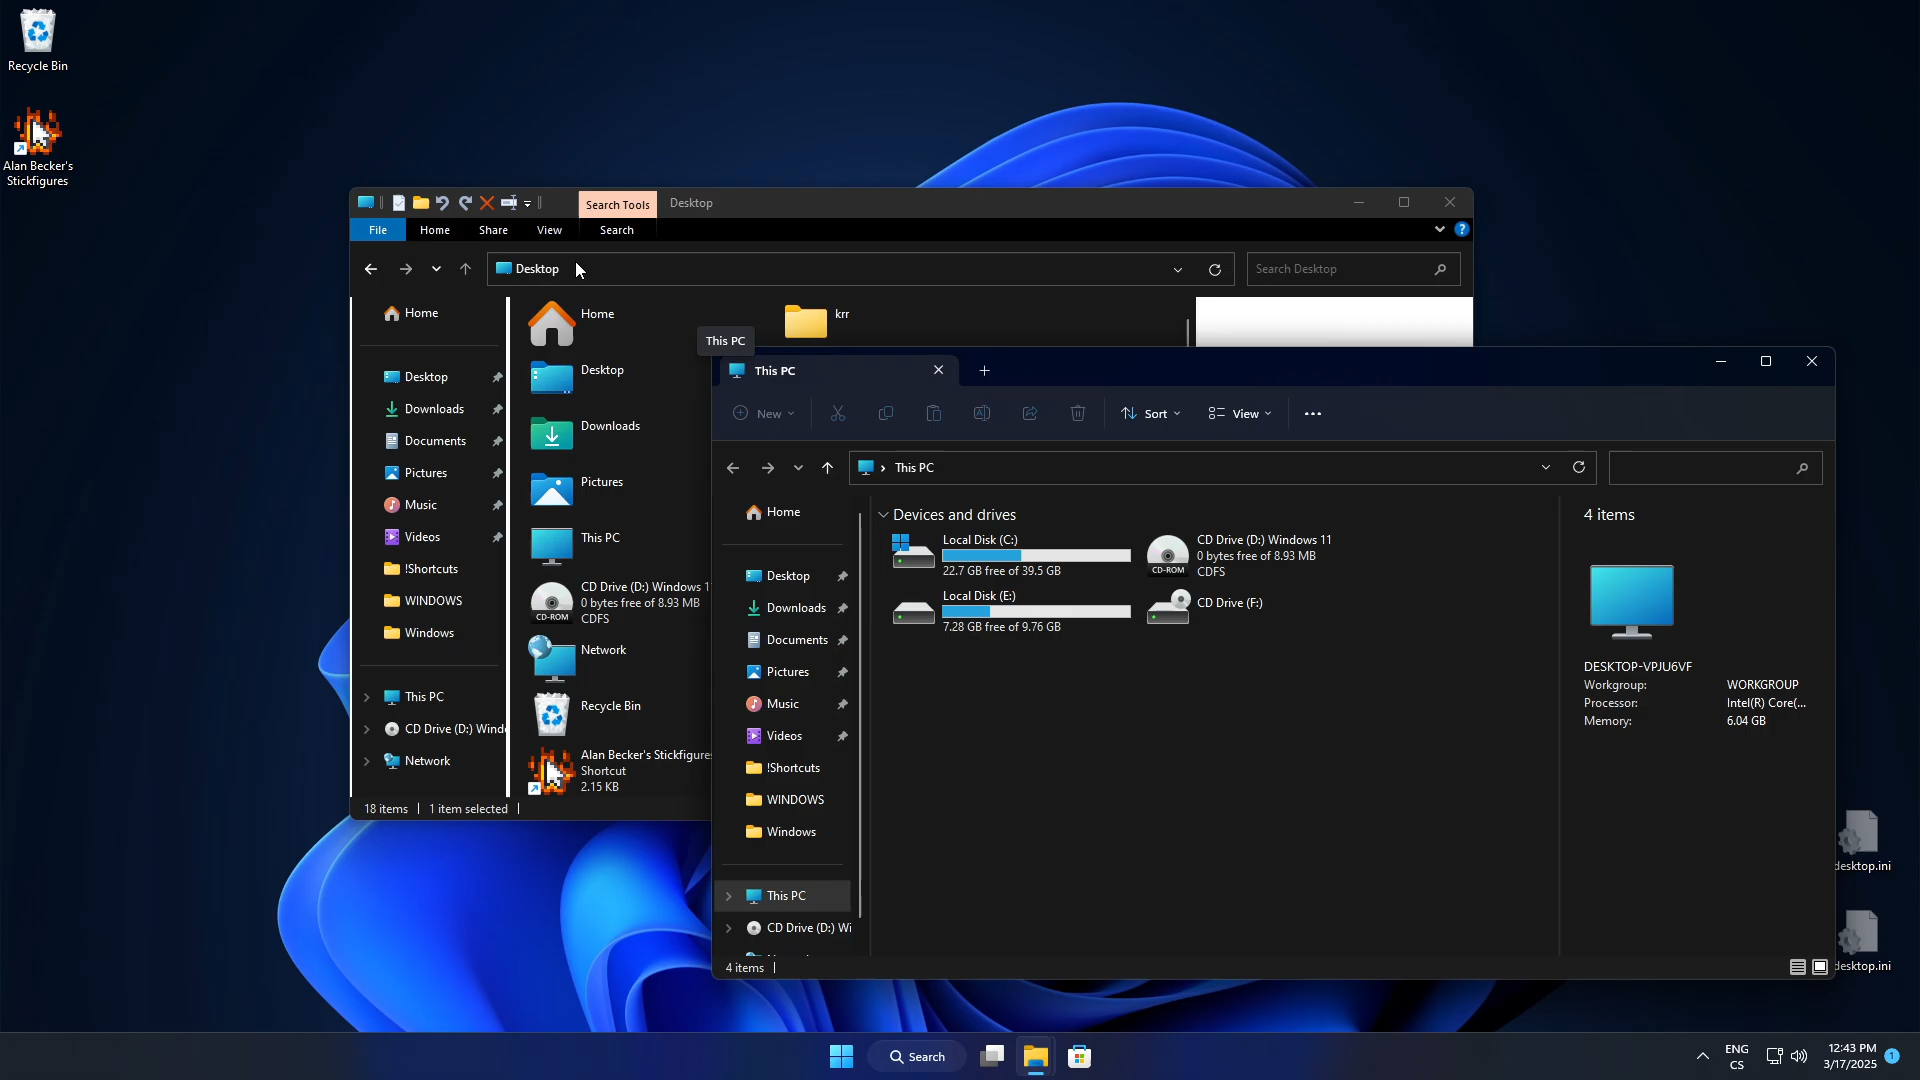 Recycle Bin
Alan Becker's
Stickfigures
Search Tools
Desktop
File
Home
Share
View
Search
Desktop
Search Desktop
Home
Desktop
Downloads
Documents
Pictures
Music
Videos
!Shortcuts
WINDOWS
Windows
This PC
CD Drive (D:) Wind
Network
Home
krr
Desktop
Downloads
Pictures
This PC
CD Drive (D:) Windows 1
0 bytes free of 8.93 MB
CDFS
CD-ROM
Network
Recycle Bin
Alan Becker's Stickfigures
Shortcut
2.15 KB
18 items
1 item selected
This PC
This PC
New
Sort
View
This PC
Home
Desktop
Downloads
Documents
Pictures
Music
Videos
!Shortcuts
WINDOWS
Windows
This PC
CD Drive (D:) Wi
Devices and drives
Local Disk (C:)
22.7 GB free of 39.5 GB
CD Drive (D:) Windows 11
0 bytes free of 8.93 MB
CDFS
CD-ROM
Local Disk (E:)
7.28 GB free of 9.76 GB
CD Drive (F:)
4 items
DESKTOP-VPJU6VF
Workgroup: WORKGROUP
Processor: Intel(R) Core(...
Memory: 6.04 GB
4 items
desktop.ini
desktop.ini
Search
ENG
CS
12:43 PM
3/17/2025
1